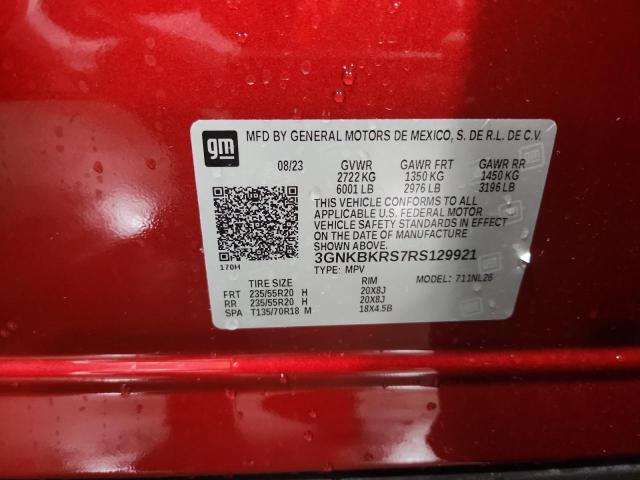 gm
MFD BY GENERAL MOTORS DE MEXICO, S. DE R.L. DE C.V.
08/23 GVWR GAWR FRT GAWR RR
2722 KG 1350 KG 1450 KG
6001 LB 2976 LB 3196 LB
THIS VEHICLE CONFORMS TO ALL
APPLICABLE U.S. FEDERAL MOTOR
VEHICLE SAFETY STANDARDS IN EFFECT
ON THE DATE OF MANUFACTURE
SHOWN ABOVE.
3GNKBKRS7RS129921
170H
TYPE: MPV MODEL: 711NL26
TIRE SIZE RIM
FRT 235/55R20 H 20X8J
RR 235/55R20 H 20X8J
SPA T135/70R18 M 18X4.5B